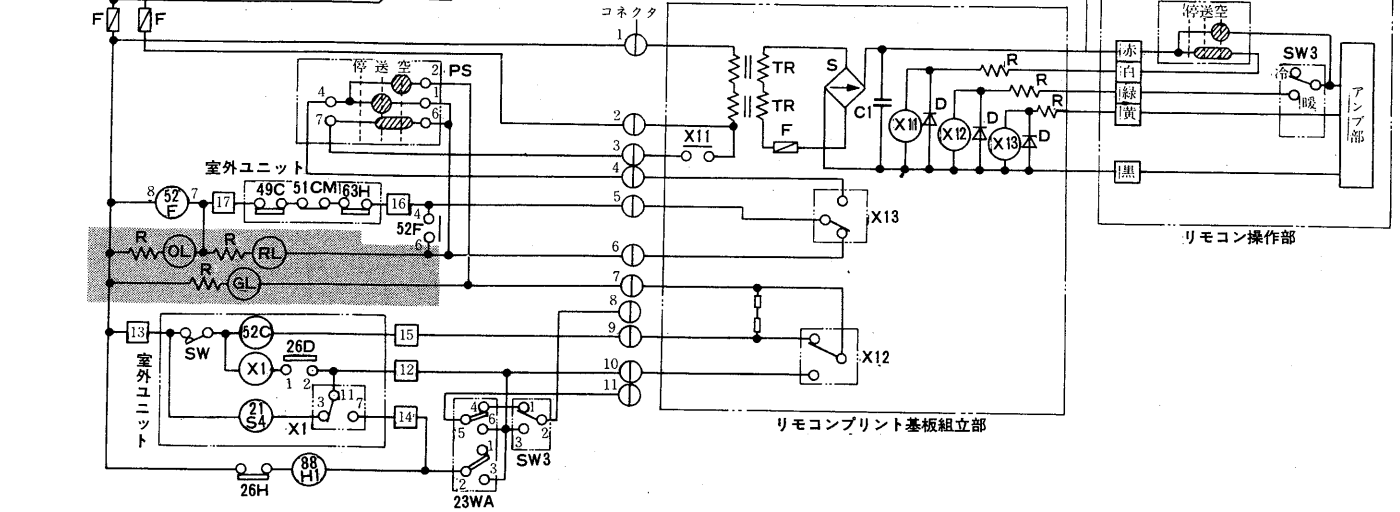 F
F
コネクタ
1
停 送 空
PS
2
4
1
7
6
2
3
4
5
6
7
8
9
10
11
X11
TR
TR
F
S
C1
X11
D
R
X12
D
R
X13
D
R
赤
白
緑
黄
黒
停送空
SW3
冷
暖
アンプ部
リモコン操作部
室外ユニット
8
52
F
7
17
49C
51CM
63H
16
4
52F
6
X13
R
OL
R
RL
R
GL
13
SW
52C
15
室外ユニット
X1
26D
1
2
12
21
S4
3
11
7
X1
14
26H
88
H1
4
6
5
1
3
2
23WA
1
2
3
SW3
X12
リモコンプリント基板組立部